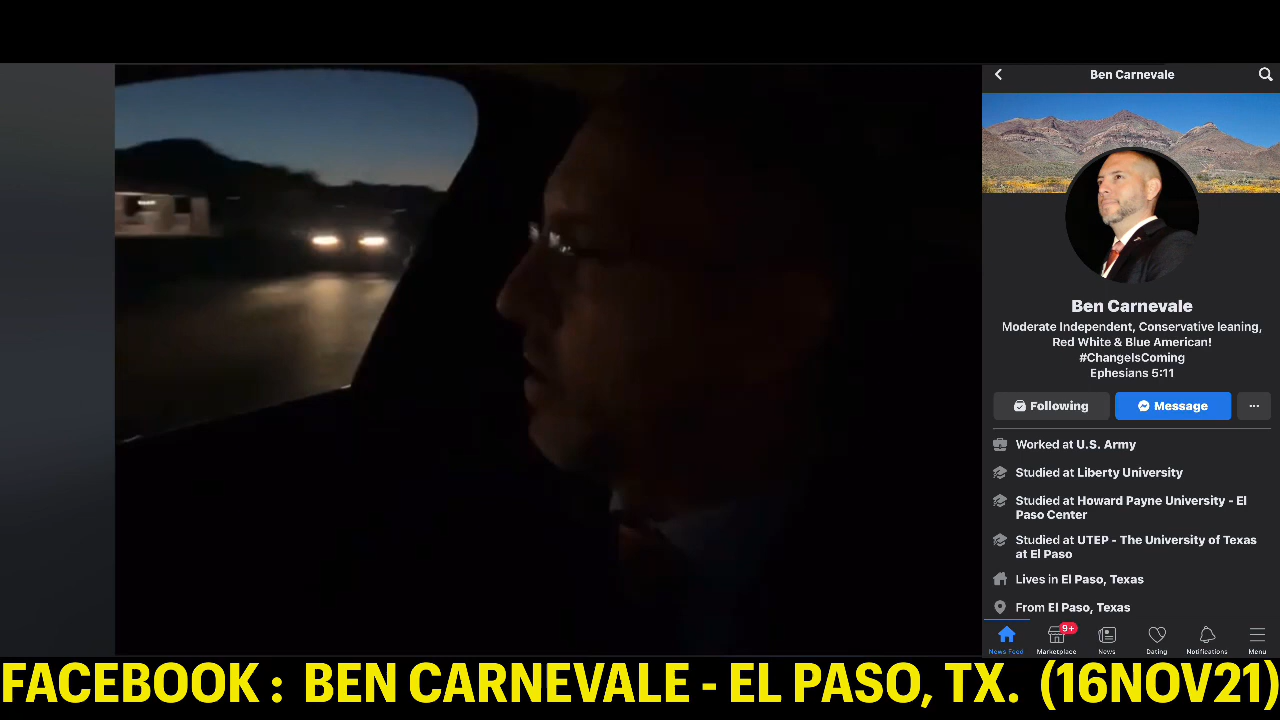 Ben Carnevale
Ben Carnevale
Moderate Independent, Conservative leaning,
Red White & Blue American!
#ChangeIsComing
Ephesians 5:11
Following
Message
Worked at U.S. Army
Studied at Liberty University
Studied at Howard Payne University - El
Paso Center
Studied at UTEP - The University of Texas
at El Paso
Lives in El Paso, Texas
From El Paso, Texas
9+
News Feed
Marketplace
News
Dating
Notifications
Menu
FACEBOOK : BEN CARNEVALE - EL PASO, TX. (16NOV21)